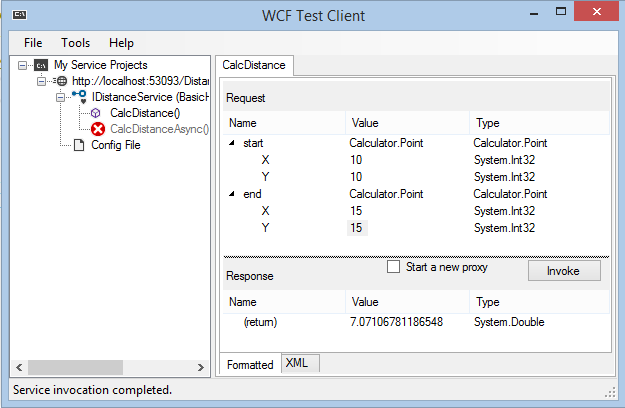 WCF Test Client
File Tools Help
My Service Projects
http://localhost:53093/Distan
IDistanceService (BasicH
CalcDistance()
CalcDistanceAsync()
Config File
CalcDistance
Request
Name Value Type
start Calculator.Point Calculator.Point
X 10 System.Int32
Y 10 System.Int32
end Calculator.Point Calculator.Point
X 15 System.Int32
Y 15 System.Int32
Response
Start a new proxy
Invoke
Name Value Type
(return) 7.07106781186548 System.Double
Formatted XML
Service invocation completed.